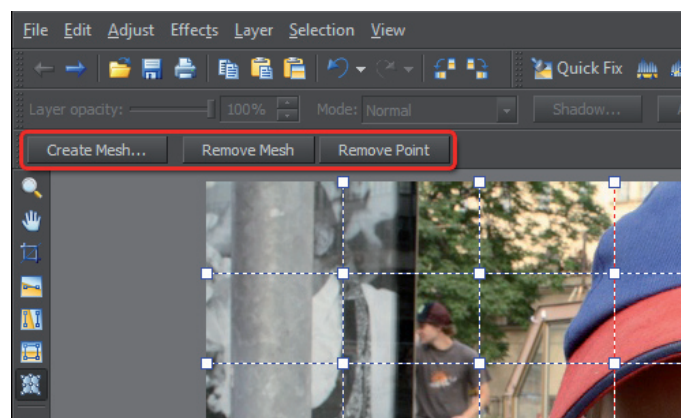 File Edit Adjust Effects Layer Selection View
Quick Fix
Layer opacity: 100% Mode: Normal Shadow...
Create Mesh... Remove Mesh Remove Point